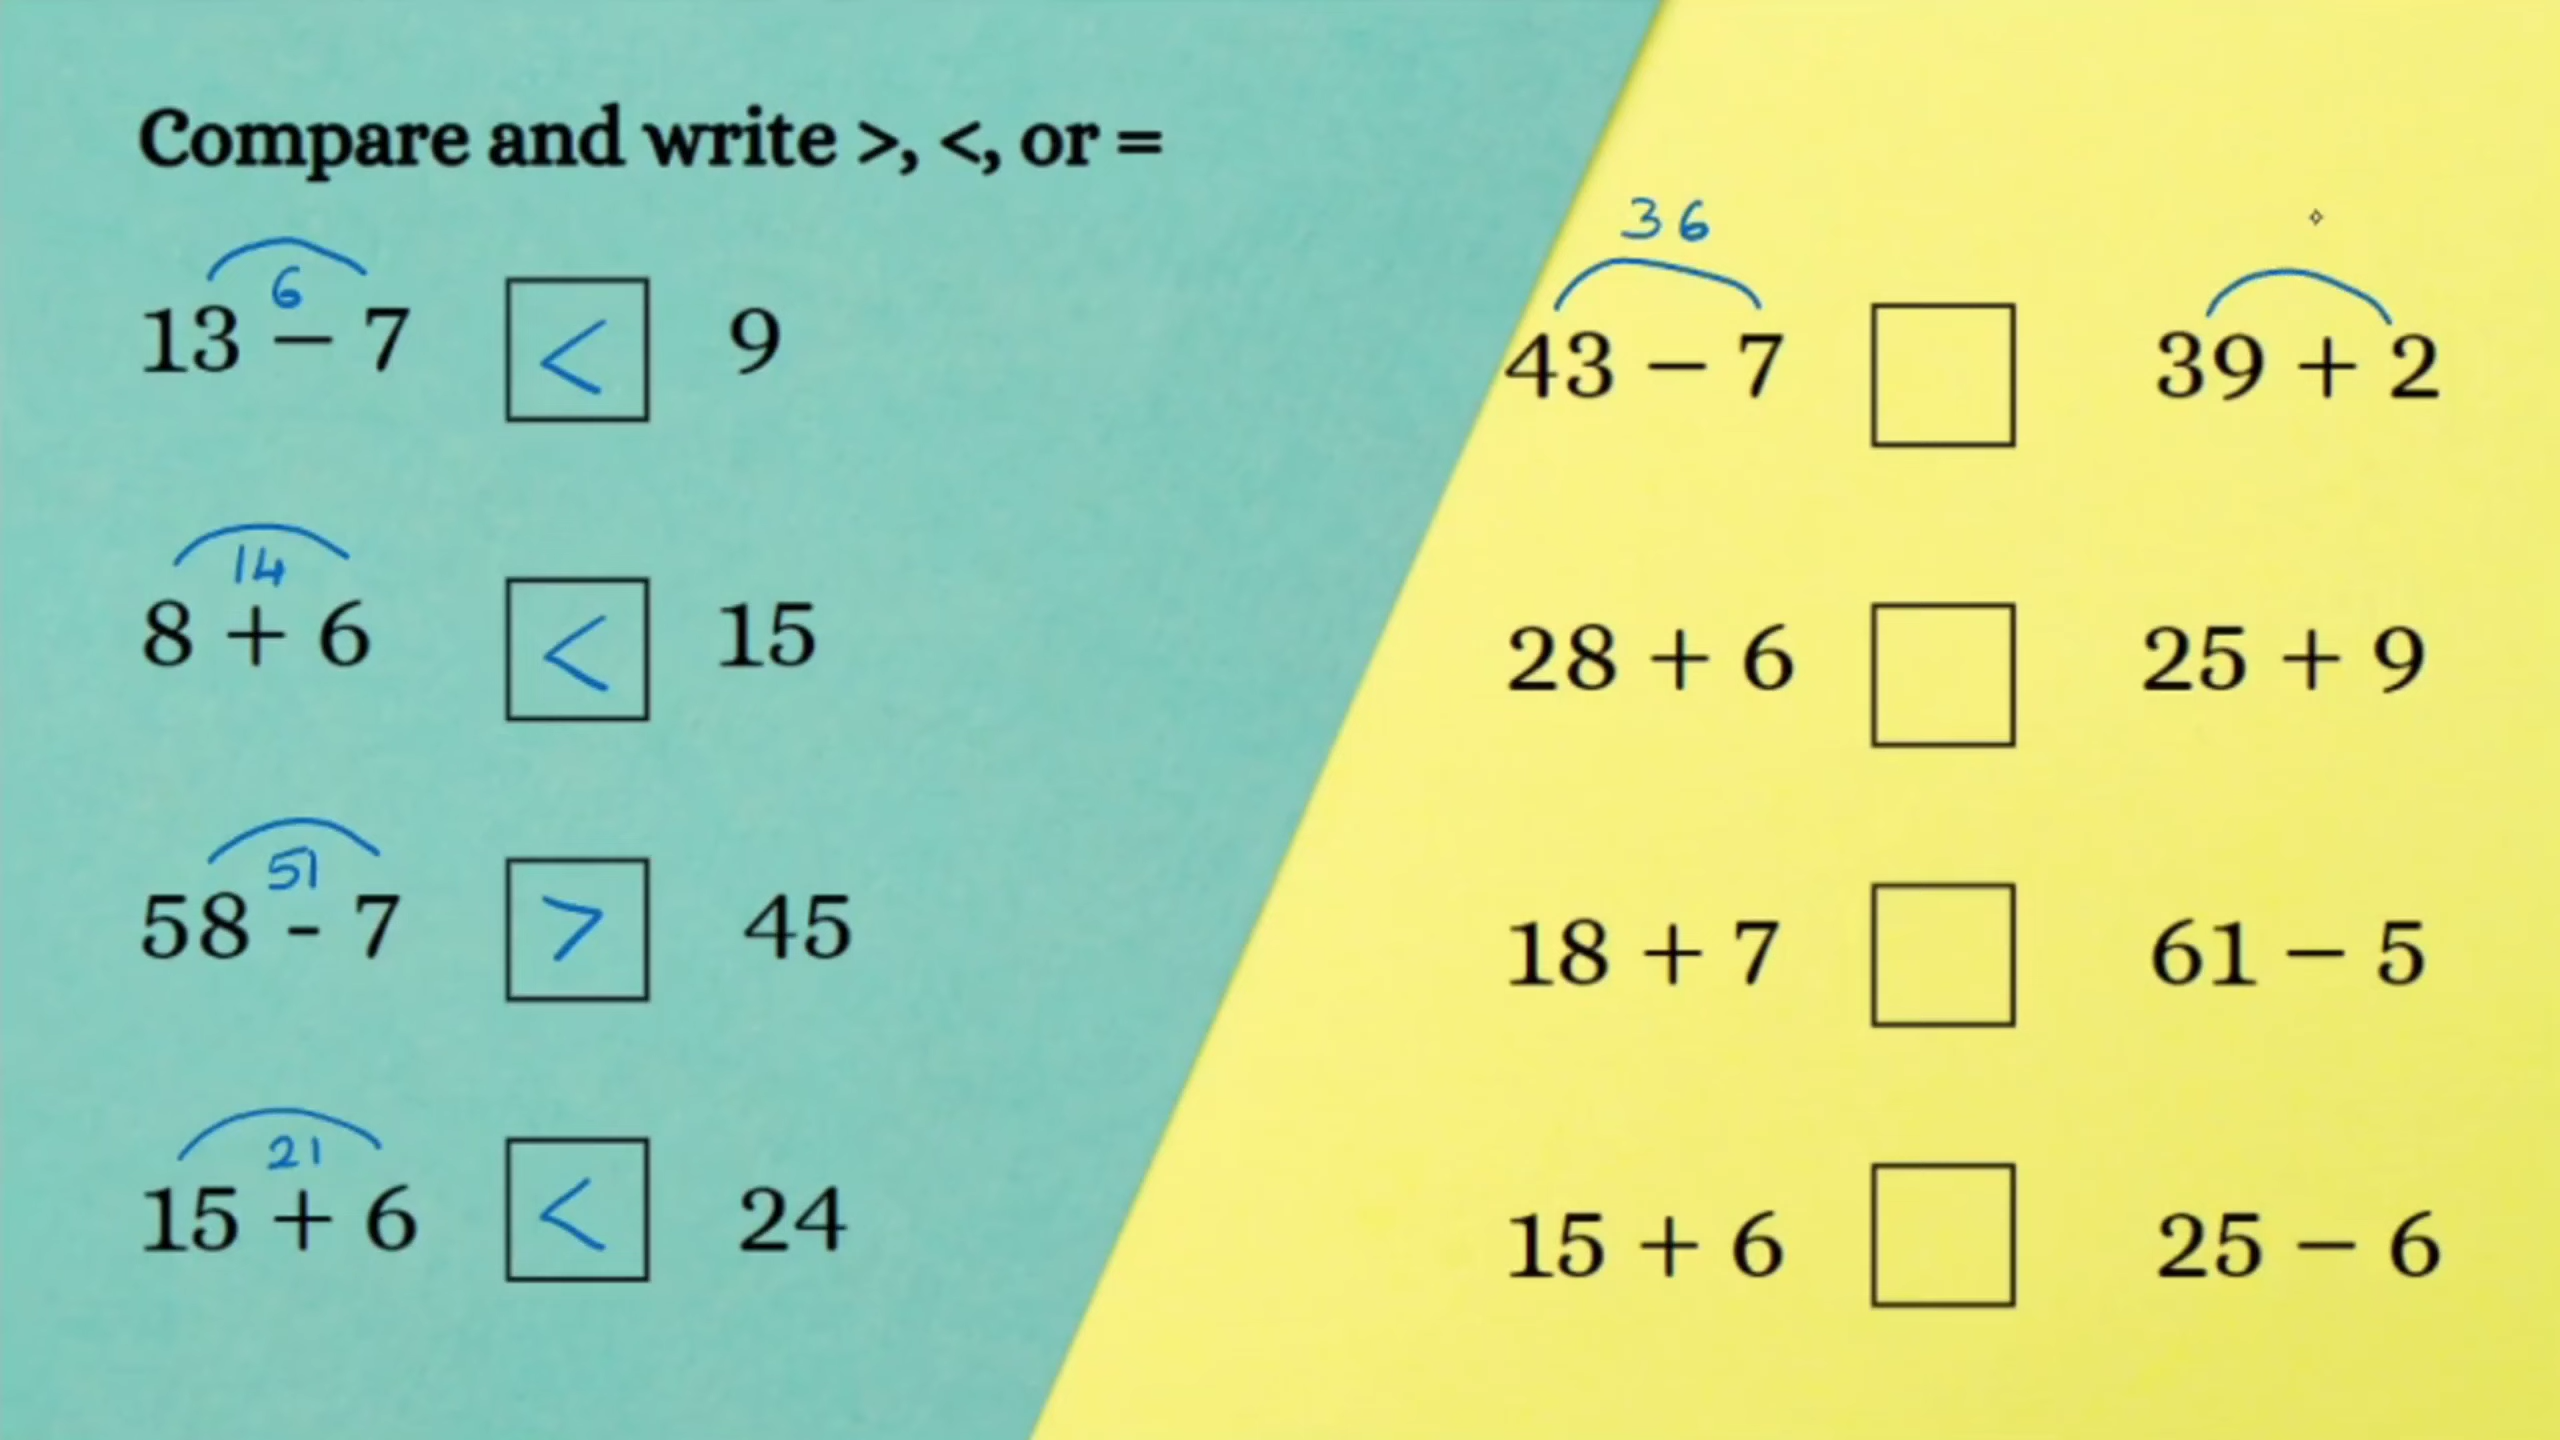 Compare and write >, <, or =
6
13 – 7 < 9
14
8 + 6 < 15
51
58 - 7 > 45
21
15 + 6 < 24
36
43 – 7 39 + 2
28 + 6 25 + 9
18 + 7 61 – 5
15 + 6 25 – 6